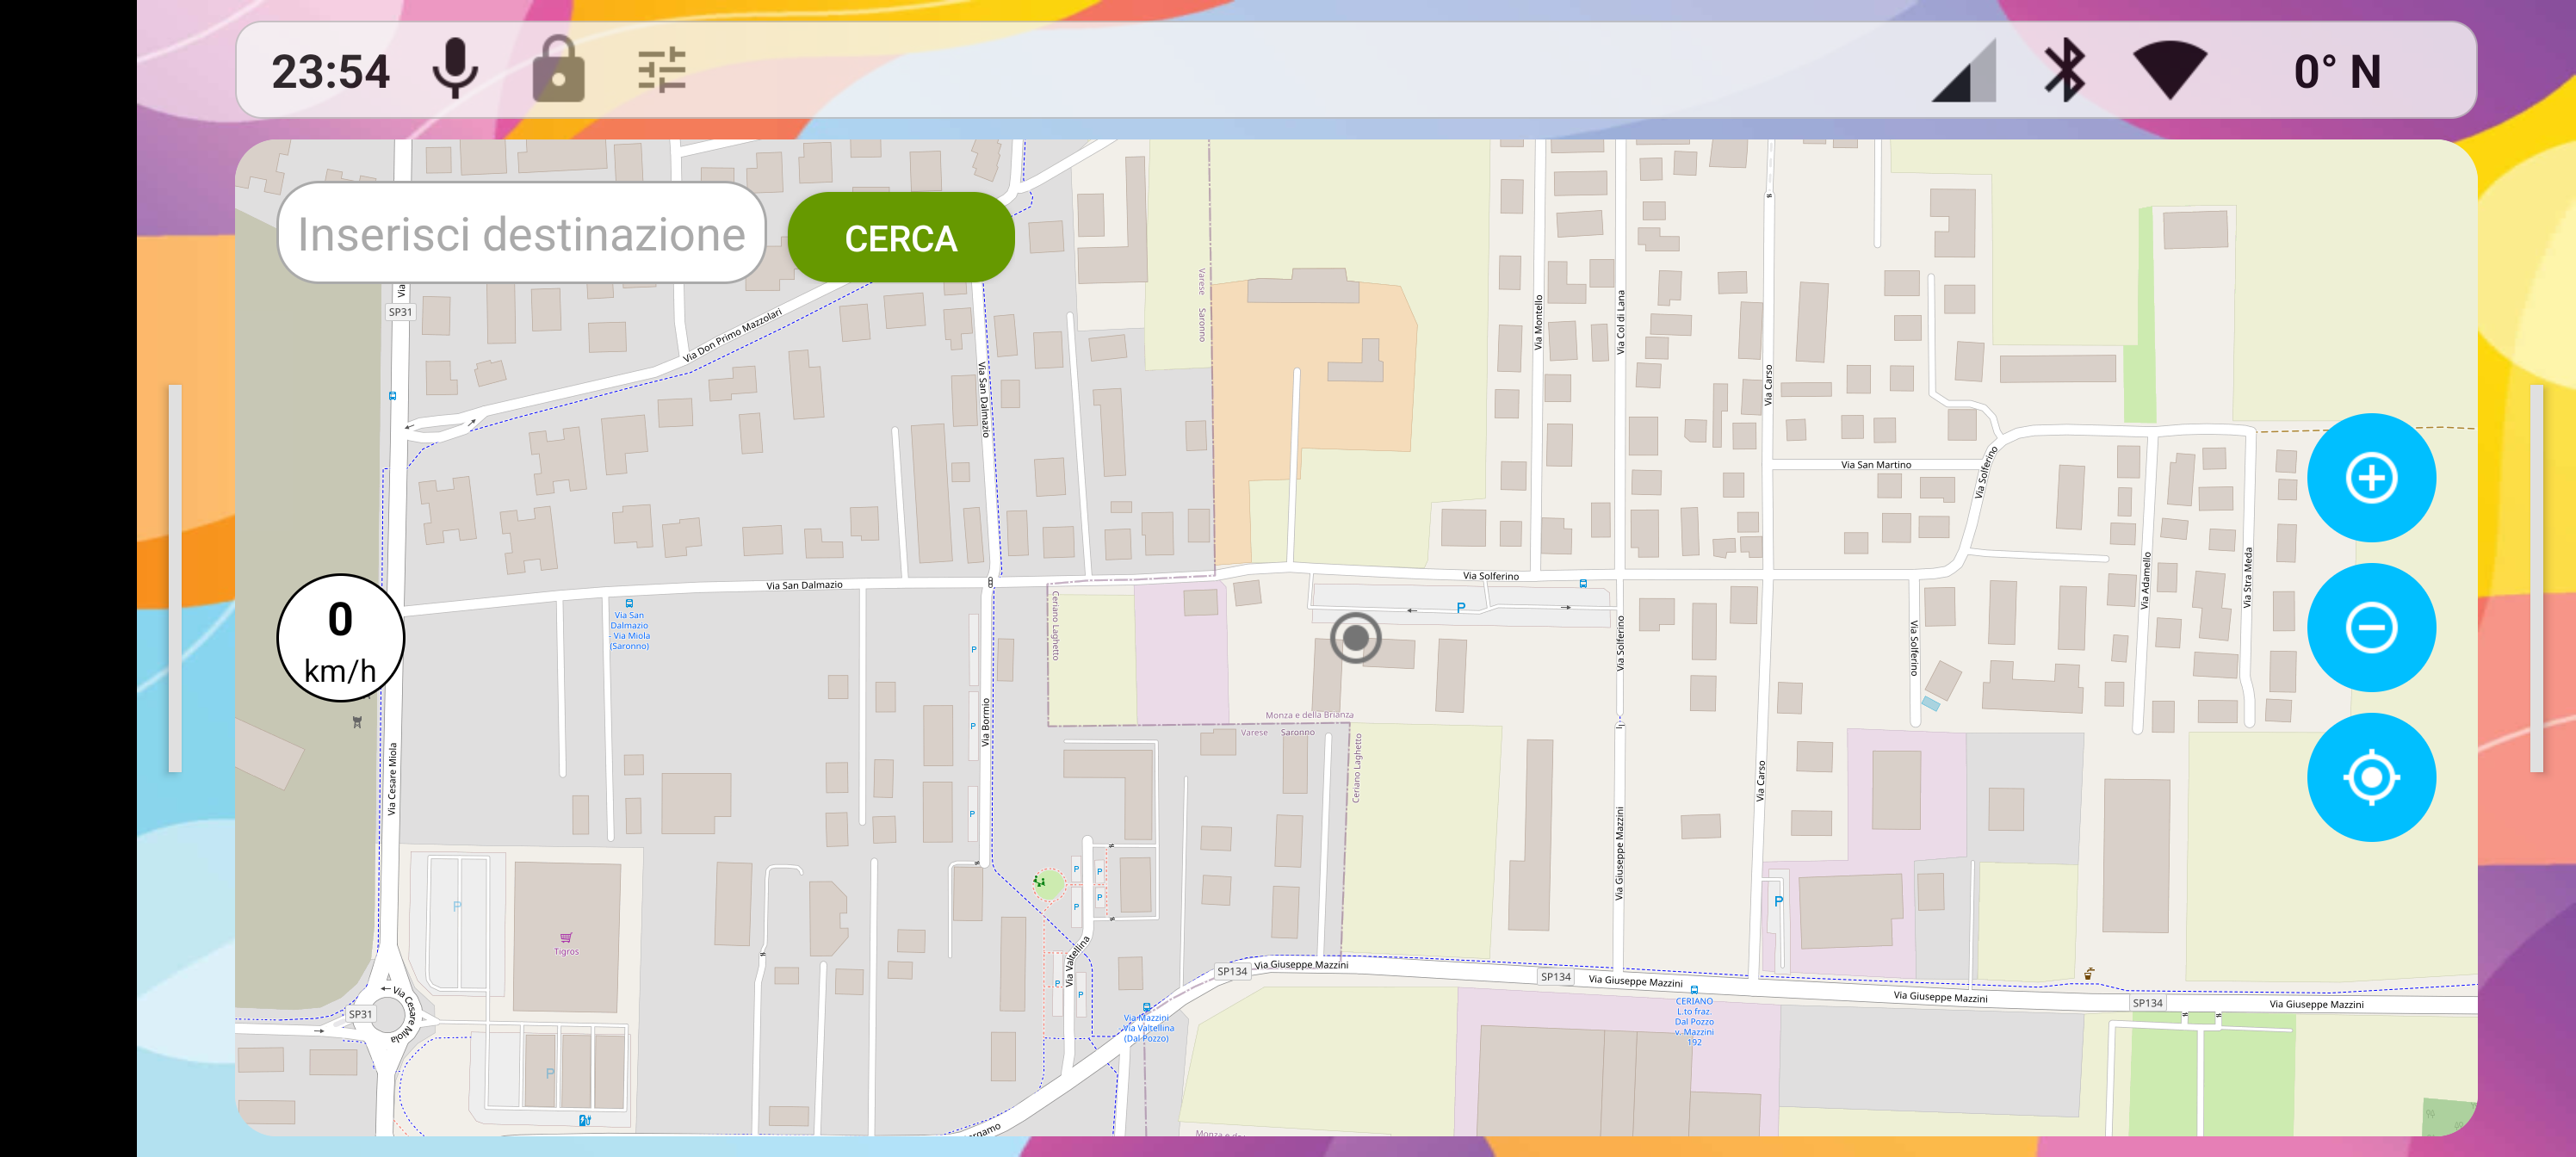 23:54
0° N
Inserisci destinazione
CERCA
Via
SP31
Via Don Primo Mazzolari
Via San Dalmazio
Varese
Saronno
Via Montello
Via Col di Lana
Via Carso
Via San Martino
Via Solferino
Via San Dalmazio
Via Solferino
P
Via Adamello
Via Stra Meda
0
km/h
Via San
Dalmazio
- Via Miola
(Saronno)
Ceriano Laghetto
Via Solferino
Via Solferino
P
P
P
Via Bormio
Monza e della Brianza
Varese
Saronno
Ceriano Laghetto
Via Cesare Miola
Via Carso
Via Giuseppe Mazzini
P
P
P
P
P
P
Tigros
Via Valtellina
P
P
SP134
Via Giuseppe Mazzini
SP134
Via Giuseppe Mazzini
Via Giuseppe Mazzini
SP134
Via Giuseppe Mazzini
SP31
Via Cesare Miola
Via Mazzini
Via Valtellina
(Dal Pozzo)
CERIANO
L.to fraz.
Dal Pozzo
v. Mazzini
192
P
rgamo